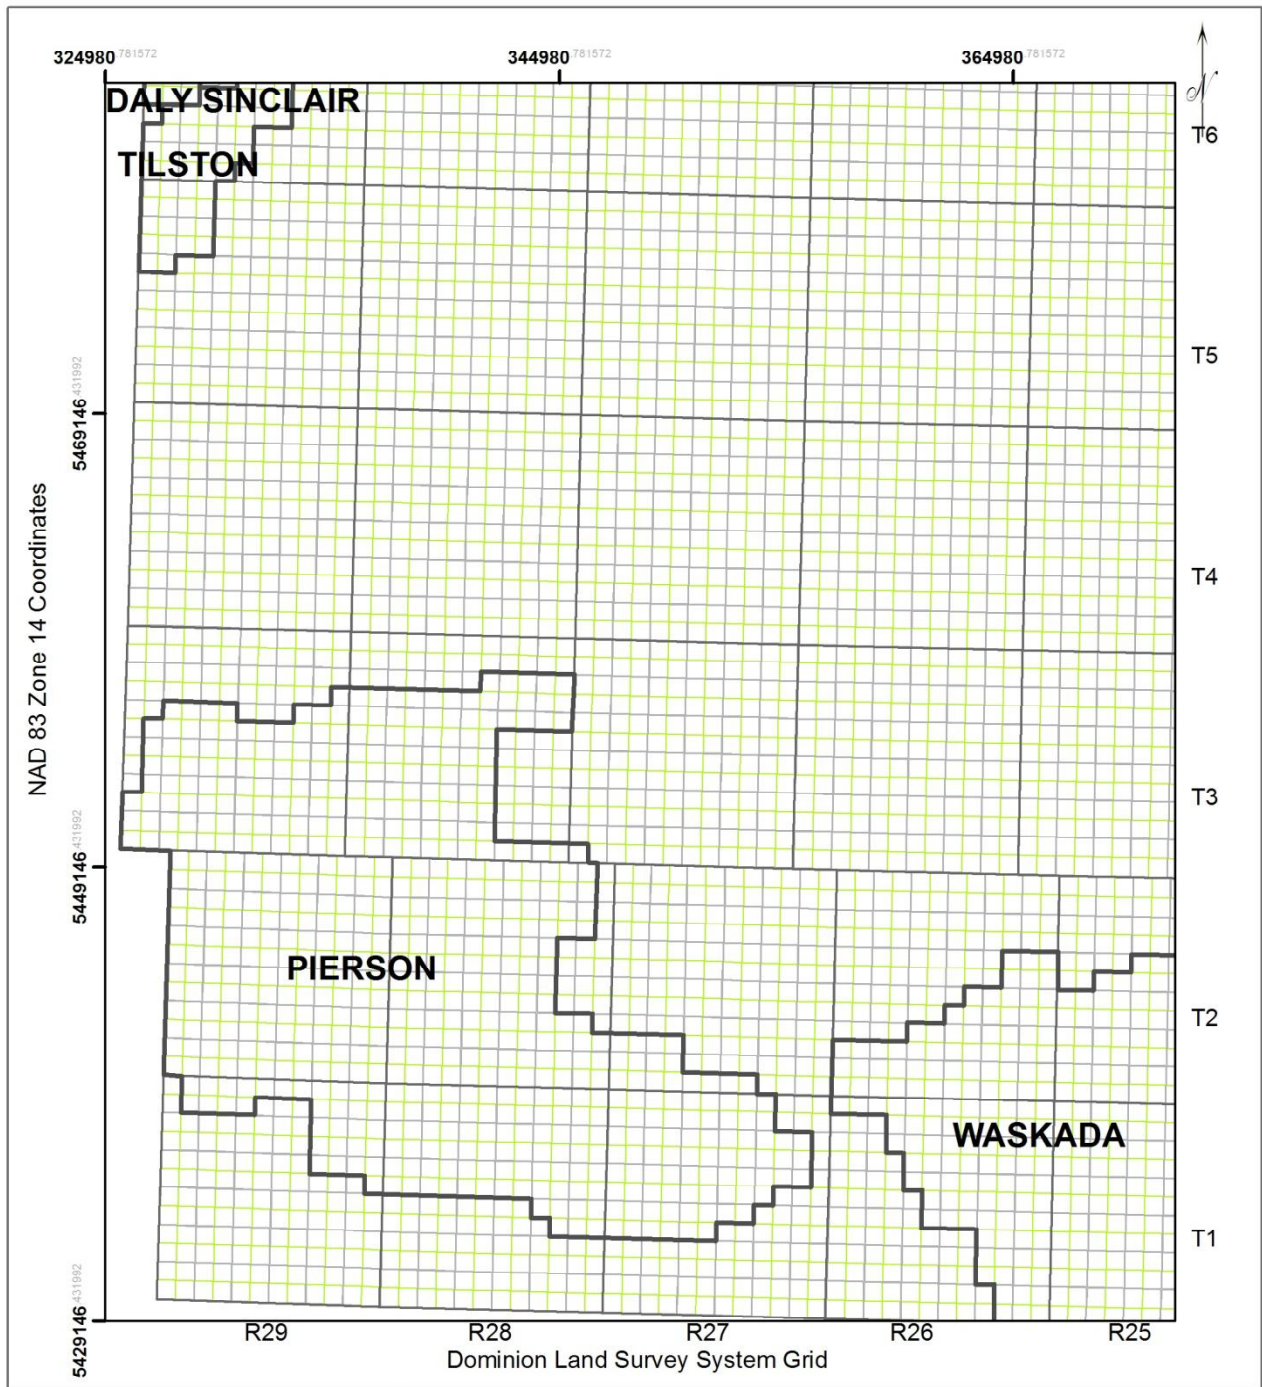 324980.781572 344980.781572 364980.781572
N
DALY SINCLAIR
T6
TILSTON
T5
5469146.431992
T4
NAD 83 Zone 14 Coordinates
T3
5449146.431992
PIERSON
T2
WASKADA
T1
5429146.431992
R29 R28 R27 R26 R25
Dominion Land Survey System Grid